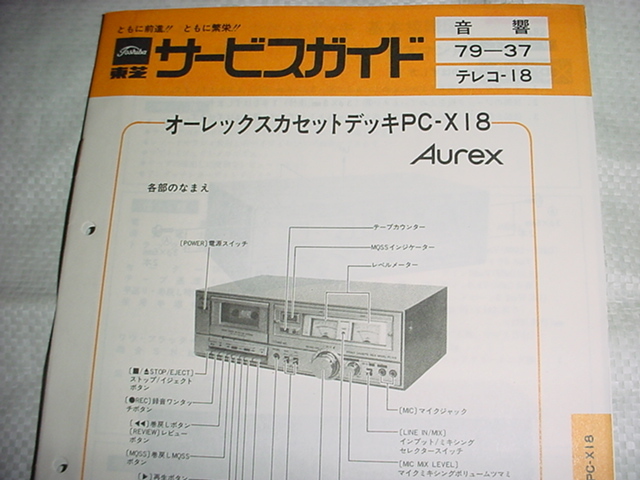 ともに前進!! ともに繁栄!!
Toshiba
東芝
サービスガイド
音 響
79—37
テレコ-18
オーレックスカセットデッキPC-X18
Aurex
各部のなまえ
テープカウンター
[POWER]電源スイッチ
MQSSインジケーター
レベルメーター
[■/▲STOP/EJECT]
ストップ/イジェクト
ボタン
[●REC]録音ワンタッ
チボタン
[◀◀]巻戻しボタン
[REVIEW]レビュー
ボタン
[MQSS]巻戻しMQSS
ボタン
[▶]再生ボタン
[MIC]マイクジャック
[LINE IN/MIX]
インプット/ミキシング
セレクタースイッチ
[MIC MIX LEVEL]
マイクミキシングボリュームツマミ
PC-X18